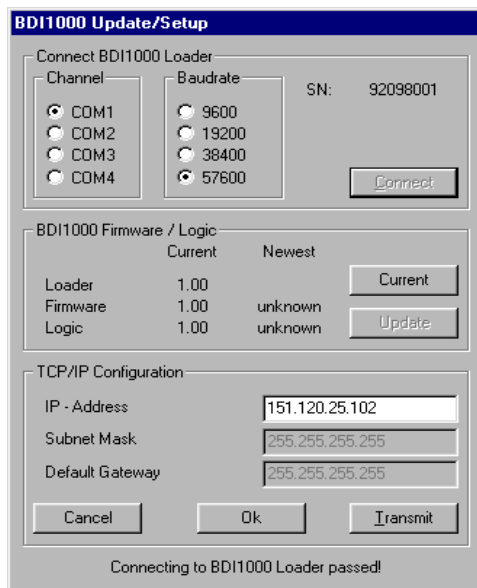 BDI1000 Update/Setup
Connect BDI1000 Loader
Channel
COM1
COM2
COM3
COM4
Baudrate
9600
19200
38400
57600
SN: 92098001
Connect
BDI1000 Firmware / Logic
Current Newest
Loader 1.00
Firmware 1.00 unknown
Logic 1.00 unknown
Current
Update
TCP/IP Configuration
IP - Address 151.120.25.102
Subnet Mask 255.255.255.255
Default Gateway 255.255.255.255
Cancel Ok Transmit
Connecting to BDI1000 Loader passed!